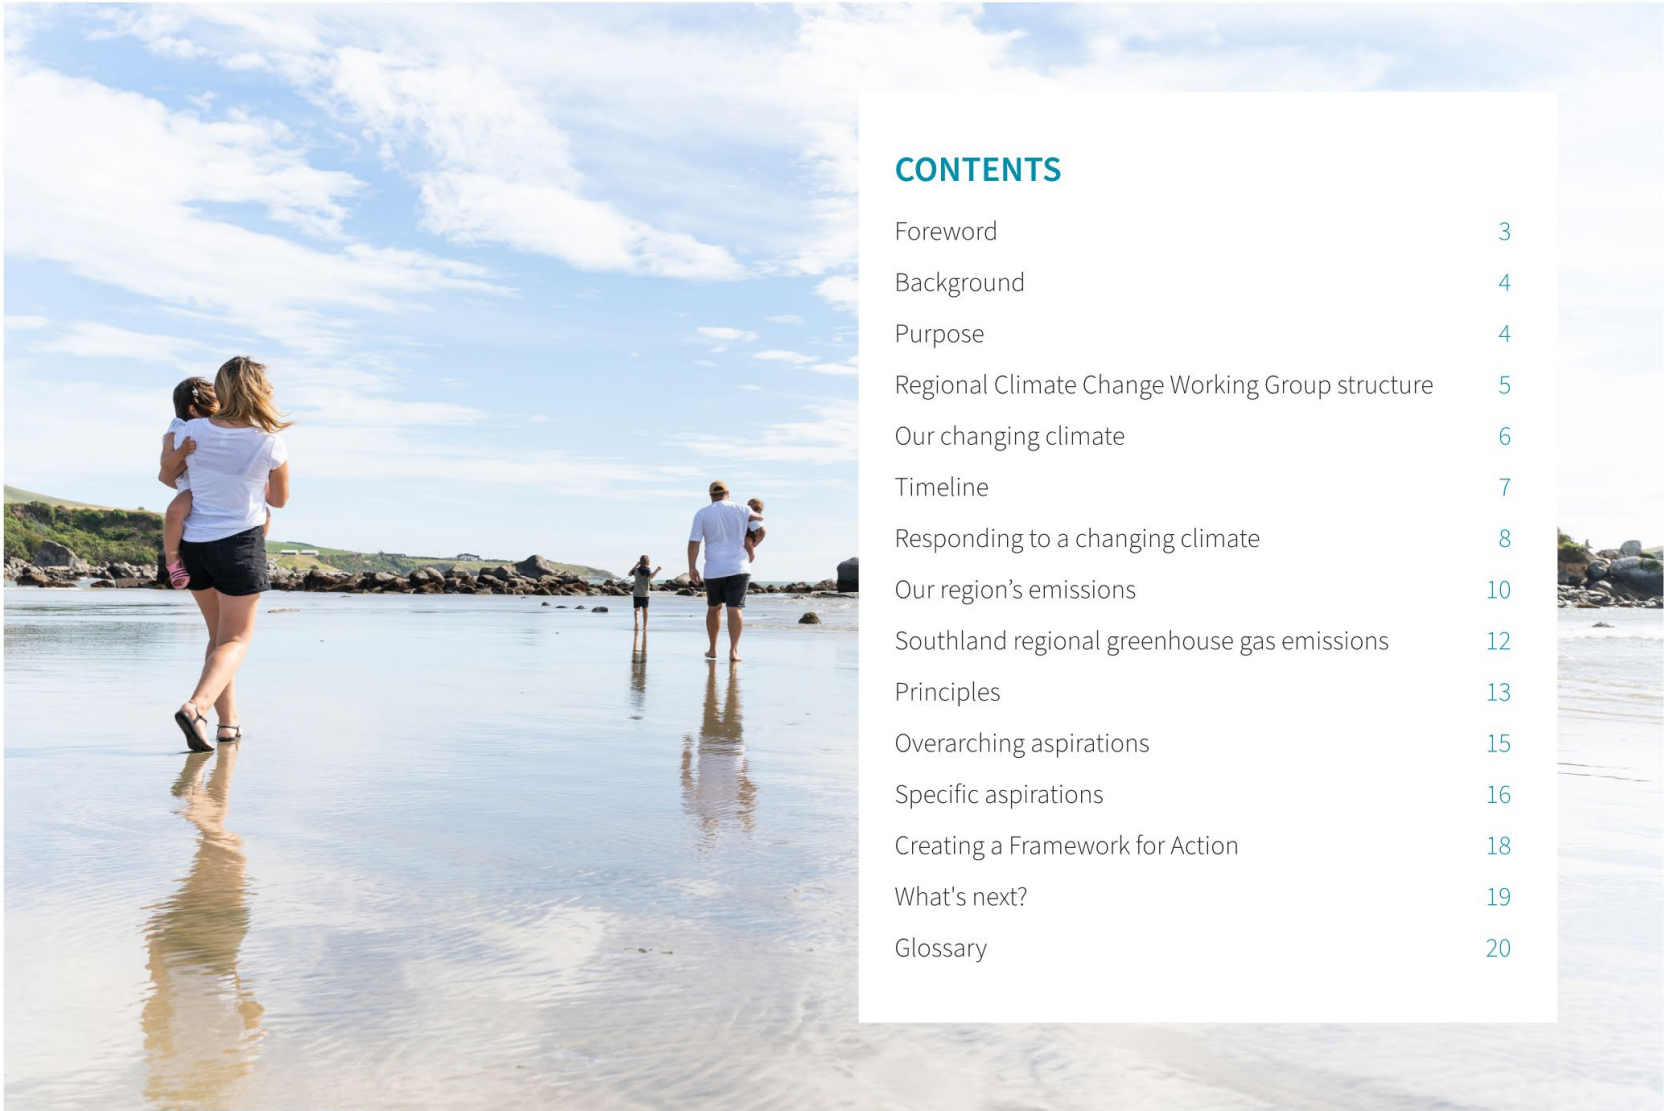 CONTENTS
Foreword 3
Background 4
Purpose 4
Regional Climate Change Working Group structure 5
Our changing climate 6
Timeline 7
Responding to a changing climate 8
Our region’s emissions 10
Southland regional greenhouse gas emissions 12
Principles 13
Overarching aspirations 15
Specific aspirations 16
Creating a Framework for Action 18
What's next? 19
Glossary 20